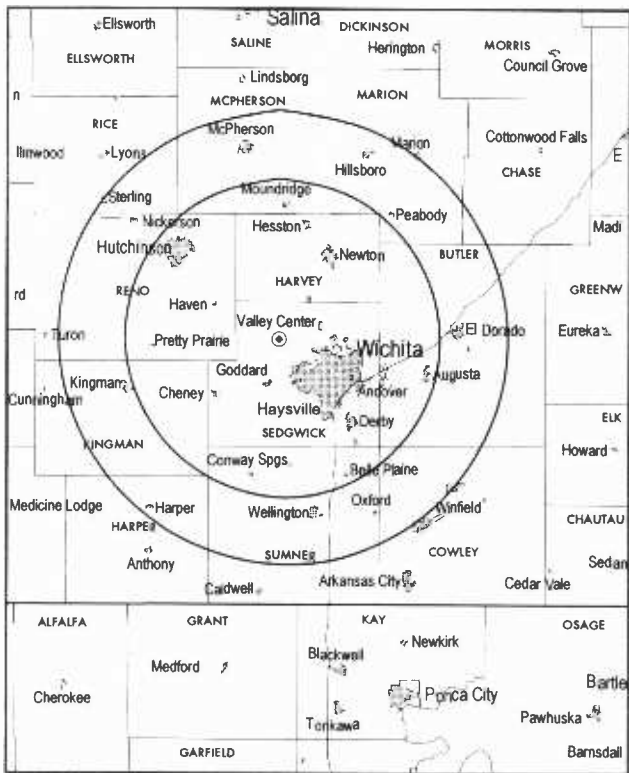 Ellsworth
Salina
DICKINSON
SALINE
Herington
MORRIS
Council Grove
ELLSWORTH
Lindsborg
n
MCPHERSON
MARION
RICE
McPherson
Marion
Cottonwood Falls
llinwood
Lyons
Hillsboro
E
CHASE
Sterling
Moundridge
Nickerson
Hesston
Peabody
Madi
Hutchinson
Newton
BUTLER
HARVEY
GREENW
rd
RENO
Haven
Valley Center
Turon
Pretty Prairie
Wichita
El Dorado
Eureka
Goddard
Kingman
Cheney
Andover
Augusta
Cunningham
Haysville
ELK
SEDGWICK
Derby
KINGMAN
Howard
Conway Spgs
Belle Plaine
Medicine Lodge
Harper
Wellington
Oxford
Winfield
HARPER
CHAUTAU
Anthony
SUMNER
COWLEY
Sedan
Caldwell
Arkansas City
Cedar Vale
ALFALFA
GRANT
KAY
OSAGE
Newkirk
Blackwell
Medford
Cherokee
Ponca City
Bartle
Tonkawa
Pawhuska
GARFIELD
Barnsdall